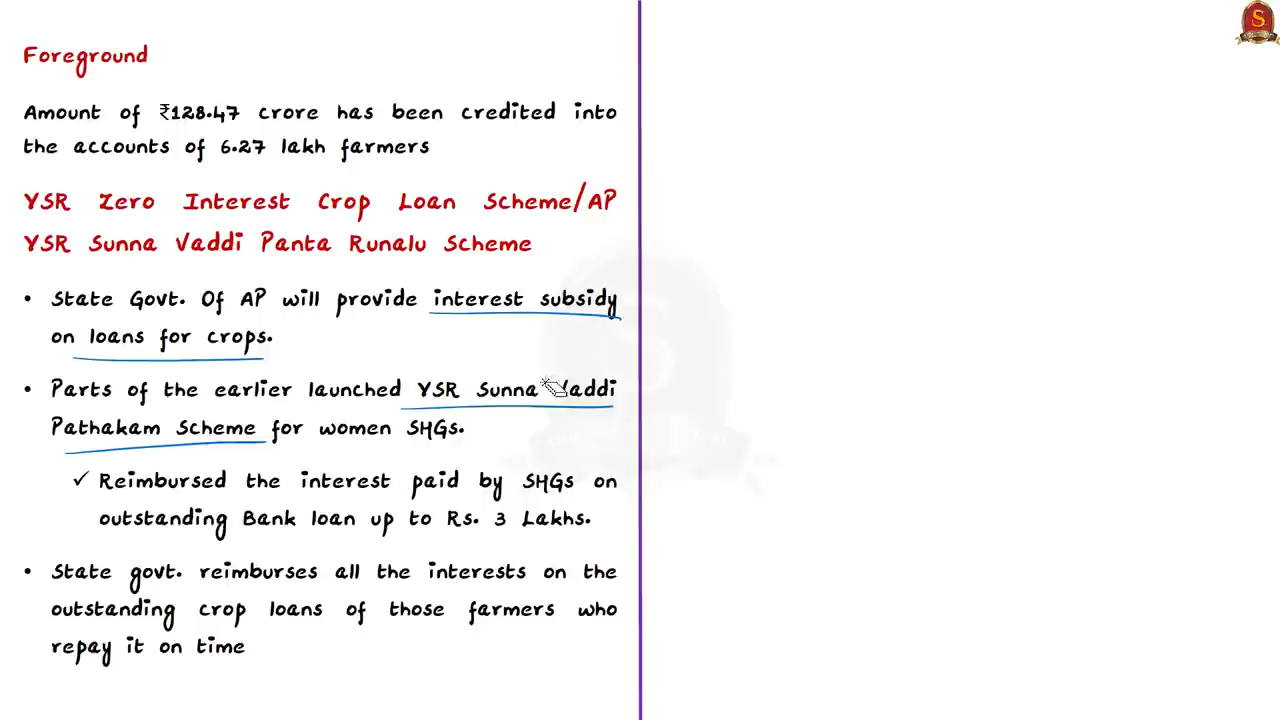 Foreground
Amount of ₹128.47 crore has been credited into
the accounts of 6.27 lakh farmers
YSR Zero Interest Crop Loan Scheme/AP
YSR Sunna Vaddi Panta Runalu Scheme
• State Govt. Of AP will provide interest subsidy
on loans for crops.
• Parts of the earlier launched YSR Sunna Vaddi
Pathakam Scheme for women SHGs.
✓ Reimbursed the interest paid by SHGs on
outstanding Bank loan up to Rs. 3 Lakhs.
• State govt. reimburses all the interests on the
outstanding crop loans of those farmers who
repay it on time
S